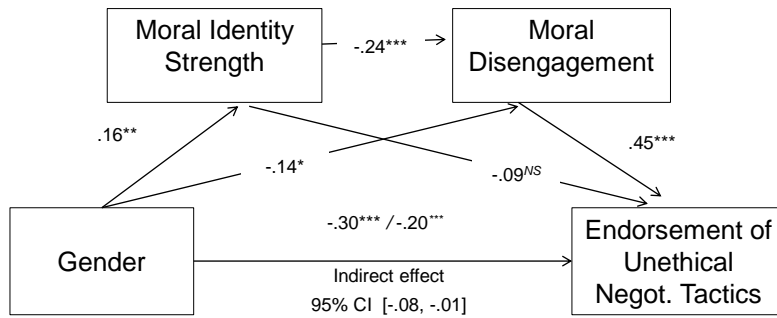 Moral Identity
Strength
-.24***
Moral
Disengagement
.16**
-.14*
-.09NS
.45***
Gender
-.30*** /-.20***
Indirect effect
95% CI [-.08, -.01]
Endorsement of
Unethical
Negot. Tactics